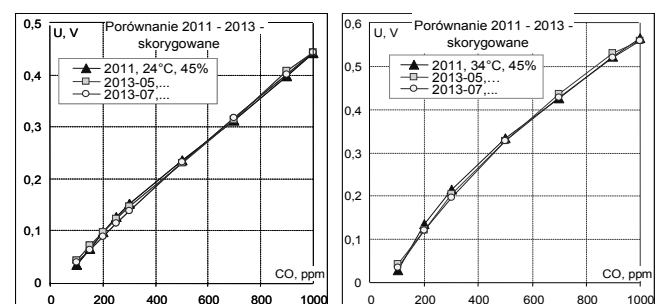 Porównanie 2011 - 2013 -
skorygowane
U, V
2011, 24°C, 45%
2013-05,...
2013-07,...
0,5
0,4
0,3
0,2
0,1
0
CO, ppm
0 200 400 600 800 1000
Porównanie 2011 - 2013 -
skorygowane
U, V
2011, 34°C, 45%
2013-05,...
2013-07,...
0,6
0,5
0,4
0,3
0,2
0,1
0
CO, ppm
0 200 400 600 800 1000